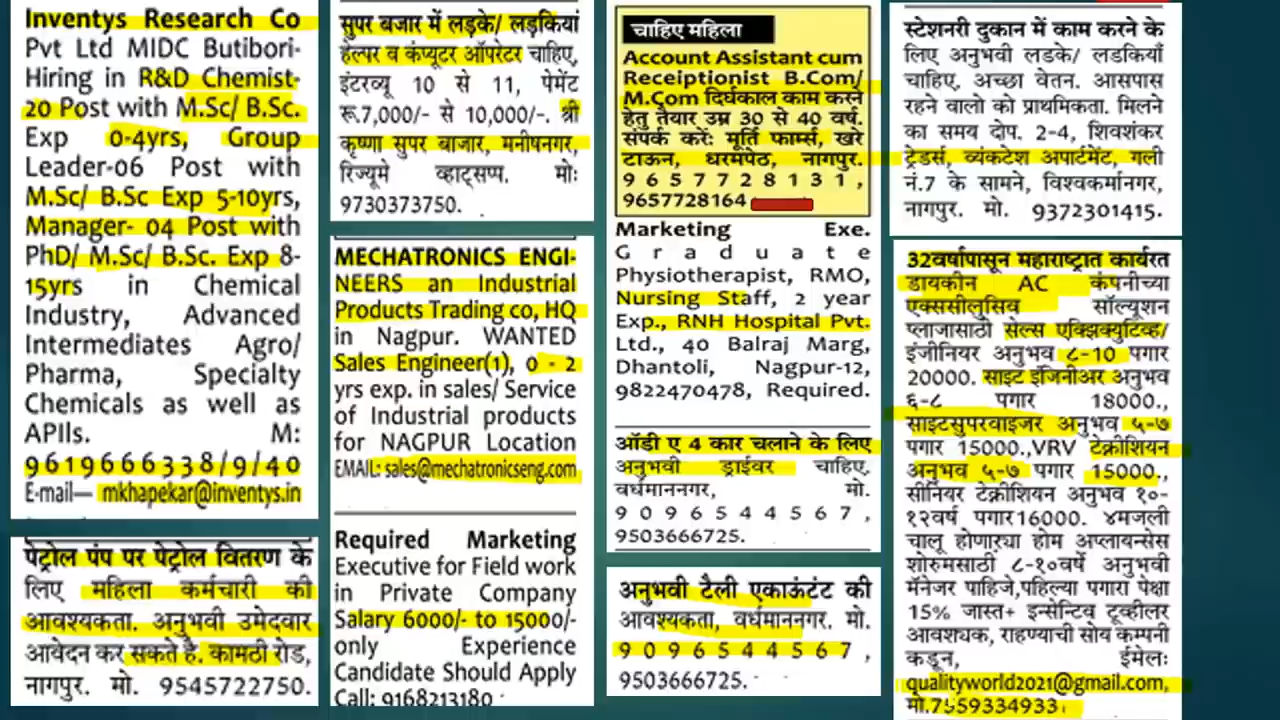 Inventys Research Co
Pvt Ltd MIDC Butibori-
Hiring in R&D Chemist-
20 Post with M.Sc/ B.Sc.
Exp 0-4yrs, Group
Leader-06 Post with
M.Sc/ B.Sc Exp 5-10yrs,
Manager- 04 Post with
PhD/ M.Sc/ B.Sc. Exp 8-
15yrs in Chemical
Industry, Advanced
Intermediates Agro/
Pharma, Specialty
Chemicals as well as
APIls. M:
9619666338/9/40
E-mail— mkhapekar@inventys.in
पेट्रोल पंप पर पेट्रोल वितरण के
लिए महिला कर्मचारी की
आवश्यकता. अनुभवी उमेदवार
आवेदन कर सकते है. कामठी रोड,
नागपुर. मो. 9545722750.
सुपर बजार में लड़के/ लड़कियां
हेल्पर व कंप्यूटर ऑपरेटर चाहिए,
इंटरव्यू 10 से 11, पेमेंट
रू.7,000/- से 10,000/-. श्री
कृष्णा सुपर बाजार, मनीषनगर,
रिज्यूमे व्हाट्सप्प. मोः
9730373750.
MECHATRONICS ENGI-
NEERS an Industrial
Products Trading co, HQ
in Nagpur. WANTED
Sales Engineer(1), 0 - 2
yrs exp. in sales/ Service
of Industrial products
for NAGPUR Location
EMAIL: sales@mechatronicseng.com
Required Marketing
Executive for Field work
in Private Company
Salary 6000/- to 15000/-
only Experience
Candidate Should Apply
Call: 9168213180
चाहिए महिला
Account Assistant cum
Receiptionist B.Com/
M.Com दिर्घकाल काम करने
हेतु तैयार उम्र 30 से 40 वर्ष.
संपर्क करें: मूर्ति फार्म्स, खरे
टाऊन, धरमपेठ, नागपुर.
9657728131,
9657728164
Marketing Exe.
Graduate
Physiotherapist, RMO,
Nursing Staff, 2 year
Exp., RNH Hospital Pvt.
Ltd., 40 Balraj Marg,
Dhantoli, Nagpur-12,
9822470478, Required.
ऑडी ए 4 कार चलाने के लिए
अनुभवी ड्राईवर चाहिए.
वर्धमाननगर, मो.
9096544567,
9503666725.
अनुभवी टैली एकाऊंटंट की
आवश्यकता, वर्धमाननगर. मो.
9096544567,
9503666725.
स्टेशनरी दुकान में काम करने के
लिए अनुभवी लडके/ लडकियाँ
चाहिए, अच्छा वेतन. आसपास
रहने वालो को प्राथमिकता. मिलने
का समय दोप. 2-4, शिवशंकर
ट्रेडर्स, व्यंकटेश अपार्टमेंट, गली
नं.7 के सामने, विश्वकर्मानगर,
नागपुर. मो. 9372301415.
32वर्षापासून महाराष्ट्रात कार्यरत
डायकीन AC कंपनीच्या
एक्ससीलुसिव सॉल्यूशन
प्लाजासाठी सेल्स एक्झिक्युटिव्ह/
इंजीनियर अनुभव ८-10 पगार
20000. साइट इंजिनीअर अनुभव
६-८ पगार 18000.,
साइटसुपरवाइजर अनुभव ५-७
पगार 15000.,VRV टेक्रीशियन
अनुभव ५-७ पगार 15000.,
सीनियर टेक्रीशियन अनुभव १०-
१२वर्ष पगार16000. ४मजली
चालू होणाऱ्या होम अप्लायन्सेस
शोरुमसाठी ८-१०वर्षे अनुभवी
मॅनेजर पाहिजे,पहिल्या पगारा पेक्षा
15% जास्त+ इन्सेन्टिव टूव्हीलर
आवश्यक, राहण्याची सोय कम्पनी
कडून, ईमेलः
qualityworld2021@gmail.com,
मो.7559334933.